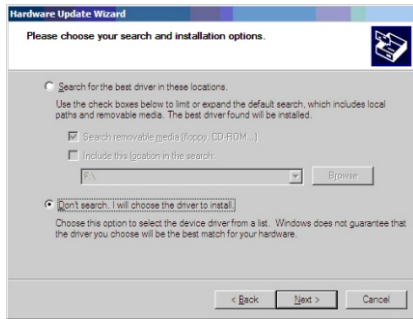 Hardware Update Wizard
Please choose your search and installation options.
Search for the best driver in these locations.
Use the check boxes below to limit or expand the default search, which includes local
paths and removable media. The best driver found will be installed.
Search removable media (floppy, CD-ROM...)
Include this location in the search:
F:\
Browse
Don't search. I will choose the driver to install.
Choose this option to select the device driver from a list. Windows does not guarantee that
the driver you choose will be the best match for your hardware.
< Back
Next >
Cancel